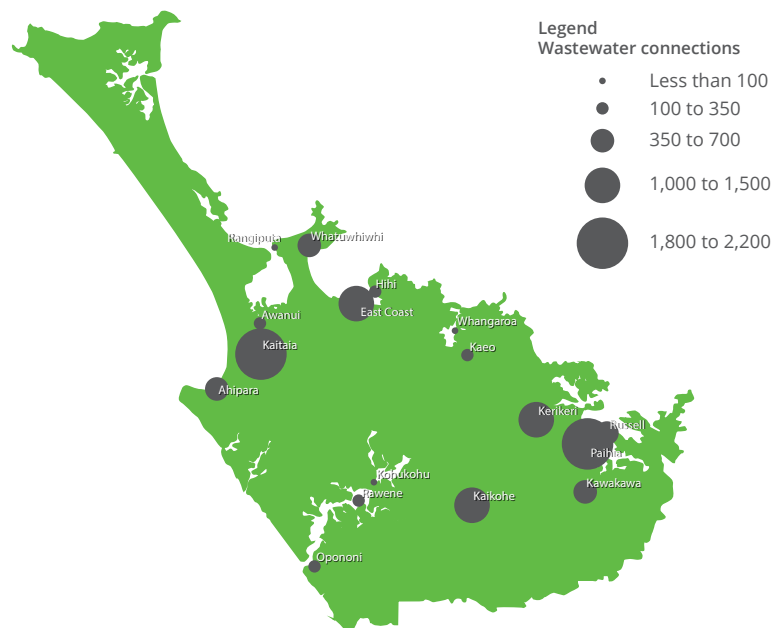 Legend
Wastewater connections
Less than 100
100 to 350
350 to 700
1,000 to 1,500
1,800 to 2,200
Rangiputa
Whatuwhiwhi
Hihi
East Coast
Awanui
Whangaroa
Kaitaia
Kaeo
Ahipara
Kerikeri
Russell
Paihia
Kohukohu
Kawakawa
Rawene
Kaikohe
Opononi